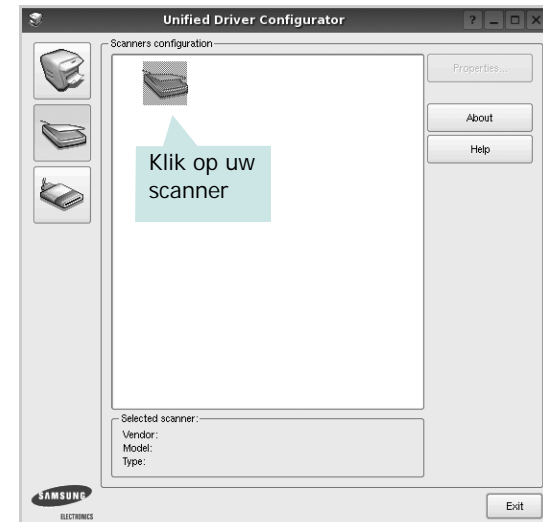 Unified Driver Configurator
Scanners configuration
Properties...
About
Help
Klik op uw
scanner
Selected scanner:
Vendor:
Model:
Type:
SAMSUNG
ELECTRONICS
Exit